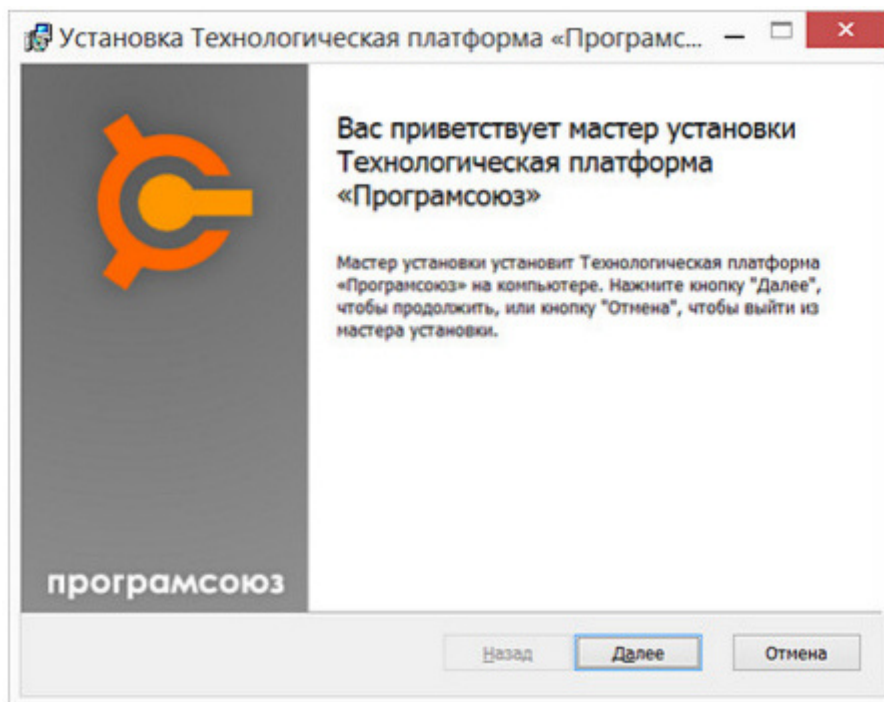 Установка Технологическая платформа «Програмс...
Вас приветствует мастер установки
Технологическая платформа
«Програмсоюз»
Мастер установки установит Технологическая платформа
«Програмсоюз» на компьютере. Нажмите кнопку "Далее",
чтобы продолжить, или кнопку "Отмена", чтобы выйти из
мастера установки.
програмсоюз
Назад
Далее
Отмена